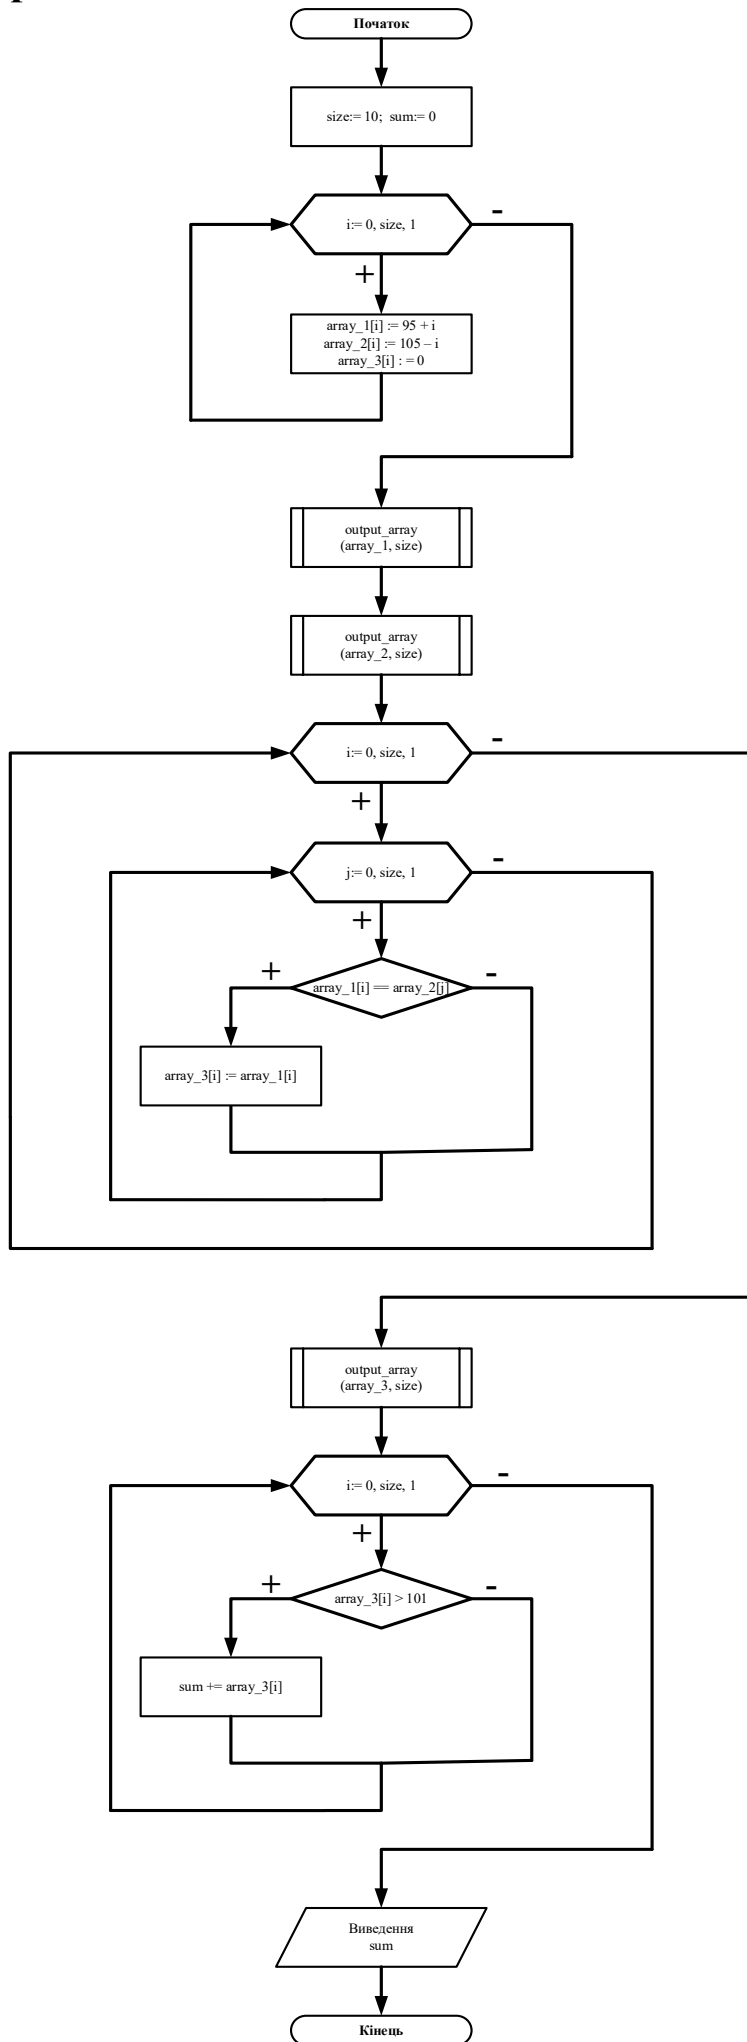 Початок
size:= 10;  sum:= 0
i:= 0, size, 1
-
+
array_1[i] := 95 + i
array_2[i] := 105 – i
array_3[i] : = 0
output_array
(array_1, size)
output_array
(array_2, size)
i:= 0, size, 1
-
+
j:= 0, size, 1
-
+
+
array_1[i] == array_2[j]
-
array_3[i] := array_1[i]
output_array
(array_3, size)
i:= 0, size, 1
-
+
+
array_3[i] > 101
-
sum += array_3[i]
Виведення
sum
Кінець